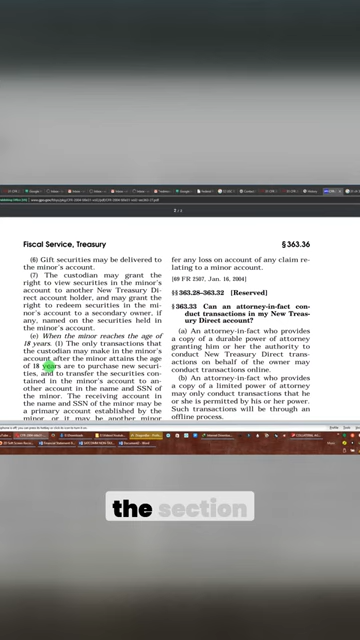 Fiscal Service, Treasury
§ 363.36
(6) Gift securities may be delivered to
the minor's account.
(7) The custodian may grant the
right to view securities in the minor's
account to another New Treasury Di-
rect account holder, and may grant the
right to redeem securities in the mi-
nor's account to a secondary owner, if
any, named on the securities held in
the minor's account.
(e) When the minor reaches the age of
18 years. (1) The only transactions that
the custodian may make in the minor's
account after the minor attains the age
of 18 years are to purchase new securi-
ties, and to transfer the securities con-
tained in the minor's account to an-
other account in the name and SSN of
the minor. The receiving account in
the name and SSN of the minor may be
a primary account established by the
minor, or it may be another minor
fer any loss on account of any claim re-
lating to a minor account.
[69 FR 2507, Jan. 16, 2004]
§§ 363.28–363.32 [Reserved]
§ 363.33 Can an attorney-in-fact con-
duct transactions in my New Treas-
ury Direct account?
(a) An attorney-in-fact who provides
a copy of a durable power of attorney
granting him or her the authority to
conduct New Treasury Direct trans-
actions on behalf of the owner may
conduct transactions online.
(b) An attorney-in-fact who provides
a copy of a limited power of attorney
may only conduct transactions that he
or she is permitted by his or her power.
Such transactions will be through an
offline process.
the section